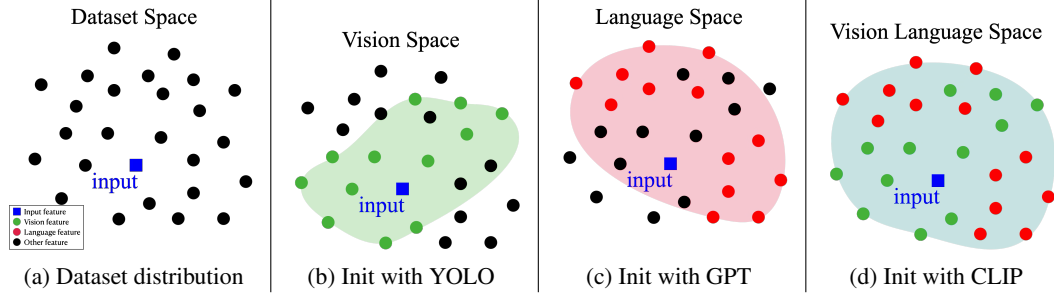 Dataset Space
input
Input feature
Vision feature
Language feature
Other feature
(a) Dataset distribution
Vision Space
input
(b) Init with YOLO
Language Space
input
(c) Init with GPT
Vision Language Space
input
(d) Init with CLIP